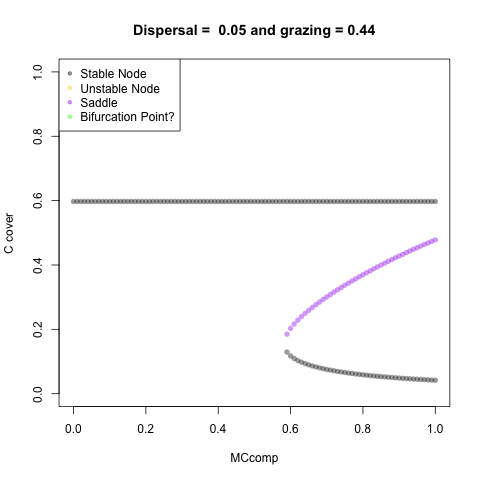 Dispersal =  0.05 and grazing = 0.44
Stable Node
Unstable Node
Saddle
Bifurcation Point?
C cover
1.0
0.8
0.6
0.4
0.2
0.0
0.0 0.2 0.4 0.6 0.8 1.0
MCcomp